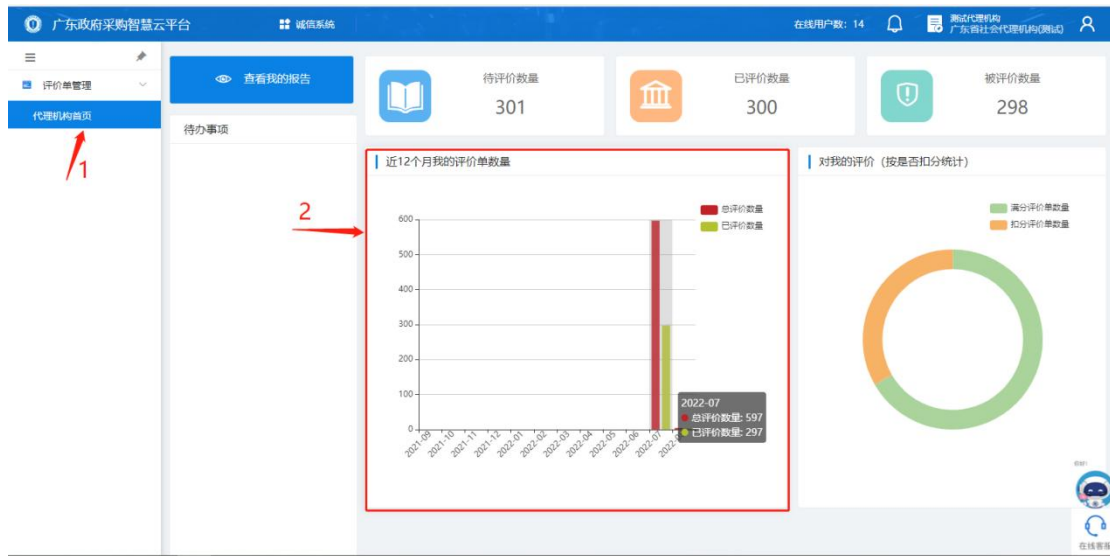 广东政府采购智慧云平台
诚信系统
在线用户数：14
测试代理机构
广东省社会代理机构(测试)
评价单管理
代理机构首页
1
查看我的报告
待办事项
待评价数量
301
已评价数量
300
被评价数量
298
近12个月我的评价单数量
2
总评价数量
已评价数量
600
500
400
300
200
100
0
2021-09
2021-10
2021-11
2021-12
2022-01
2022-02
2022-03
2022-04
2022-05
2022-06
2022-07
2022-07
总评价数量: 597
已评价数量: 297
对我的评价（按是否扣分统计）
满分评价单数量
扣分评价单数量
在线客服